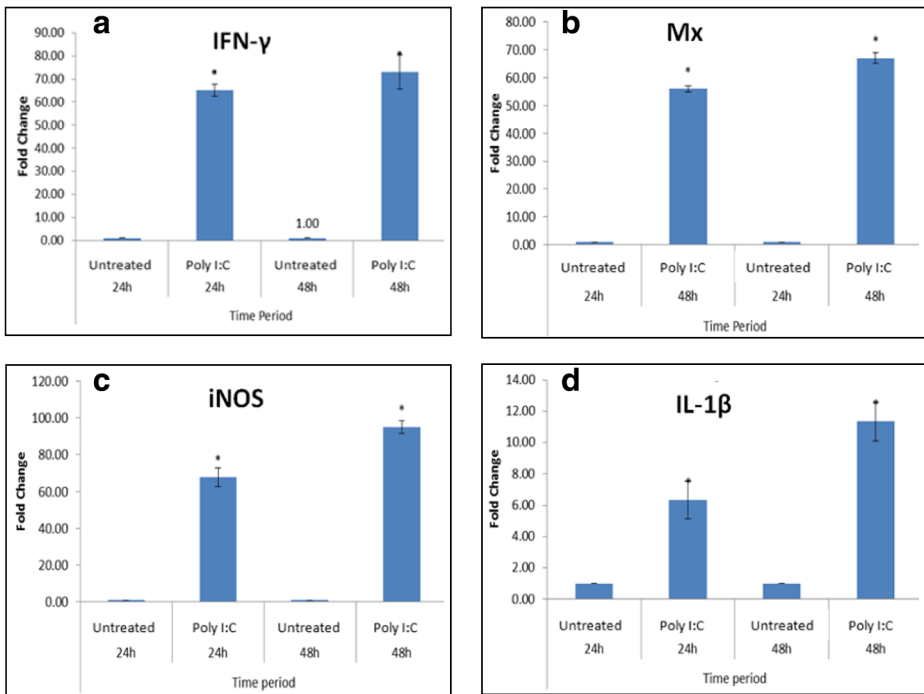 a
IFN-γ
90.00
80.00
70.00
60.00
50.00
40.00
30.00
20.00
10.00
0.00
Fold Change
*
*
1.00
Untreated Poly I:C Untreated Poly I:C
24h 24h 48h 48h
Time Period
b
Mx
80.00
70.00
60.00
50.00
40.00
30.00
20.00
10.00
0.00
Fold Change
*
*
Untreated Poly I:C Untreated Poly I:C
24h 48h 24h 48h
Time Period
c
iNOS
120.00
100.00
80.00
60.00
40.00
20.00
0.00
Fold Change
*
*
Untreated Poly I:C Untreated Poly I:C
24h 24h 48h 48h
Time period
d
IL-1β
14.00
12.00
10.00
8.00
6.00
4.00
2.00
0.00
Fold Change
*
*
Untreated Poly I:C Untreated Poly I:C
24h 24h 48h 48h
Time period